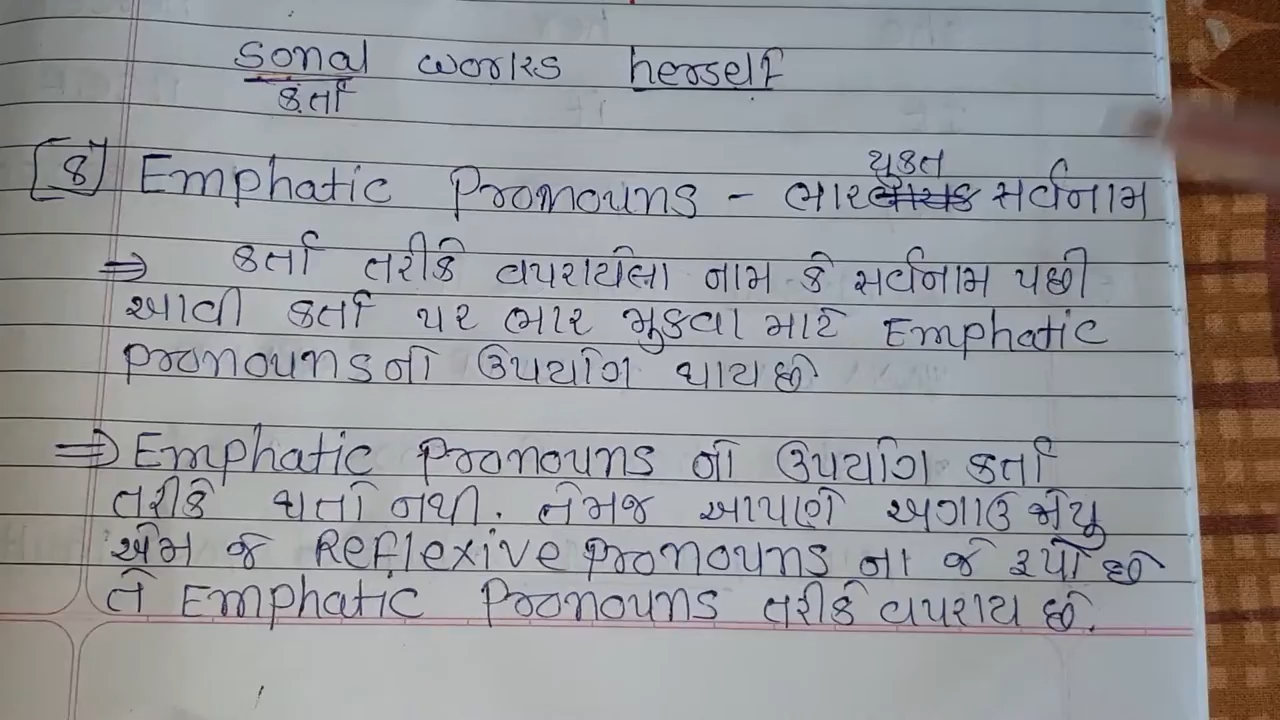 Sonal works herself
કર્તા
[8] Emphatic Pronouns - ભારયુક્ત સર્વનામ
⇒ કર્તા તરીકે વપરાયેલા નામ કે સર્વનામ પછી
આવી કર્તા પર ભાર મુકવા માટે Emphatic
Pronouns નો ઉપયોગ થાય છે
⇒ Emphatic Pronouns નો ઉપયોગ કર્તા
તરીકે થતો નથી. તેમજ આપણે અગાઉ જોયુ
એમ જ Reflexive Pronouns ના જે રૂપો છે
તે Emphatic Pronouns તરીકે વપરાય છે.